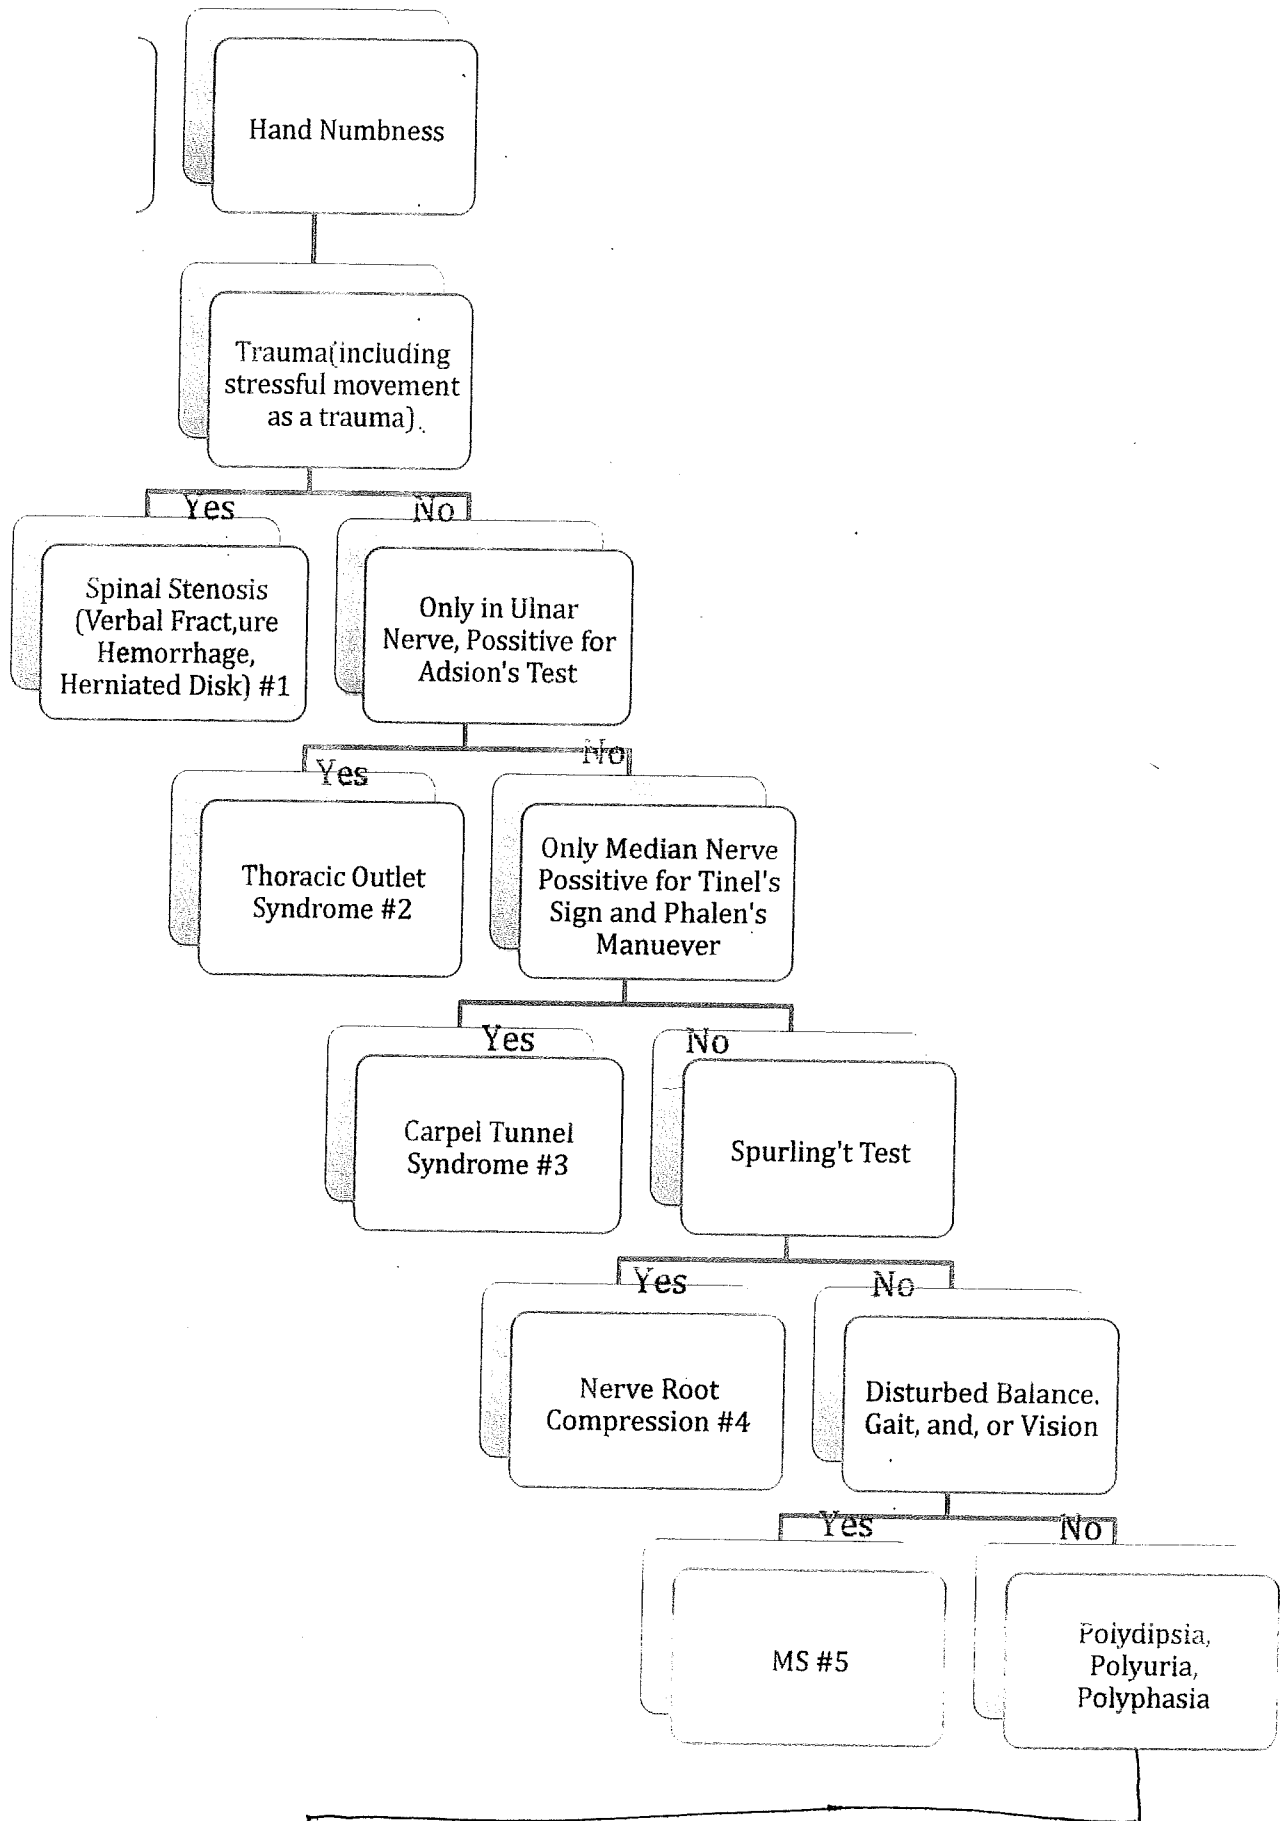 Hand Numbness
Trauma(including
stressful movement
as a trauma).
Yes
No
Spinal Stenosis
(Verbal Fract,ure
Hemorrhage,
Herniated Disk) #1
Only in Ulnar
Nerve, Possitive for
Adsion's Test
Yes
No
Thoracic Outlet
Syndrome #2
Only Median Nerve
Possitive for Tinel's
Sign and Phalen's
Manuever
Yes
No
Carpel Tunnel
Syndrome #3
Spurling't Test
Yes
No
Nerve Root
Compression #4
Disturbed Balance.
Gait, and, or Vision
Yes
No
MS #5
Polydipsia,
Polyuria,
Polyphasia